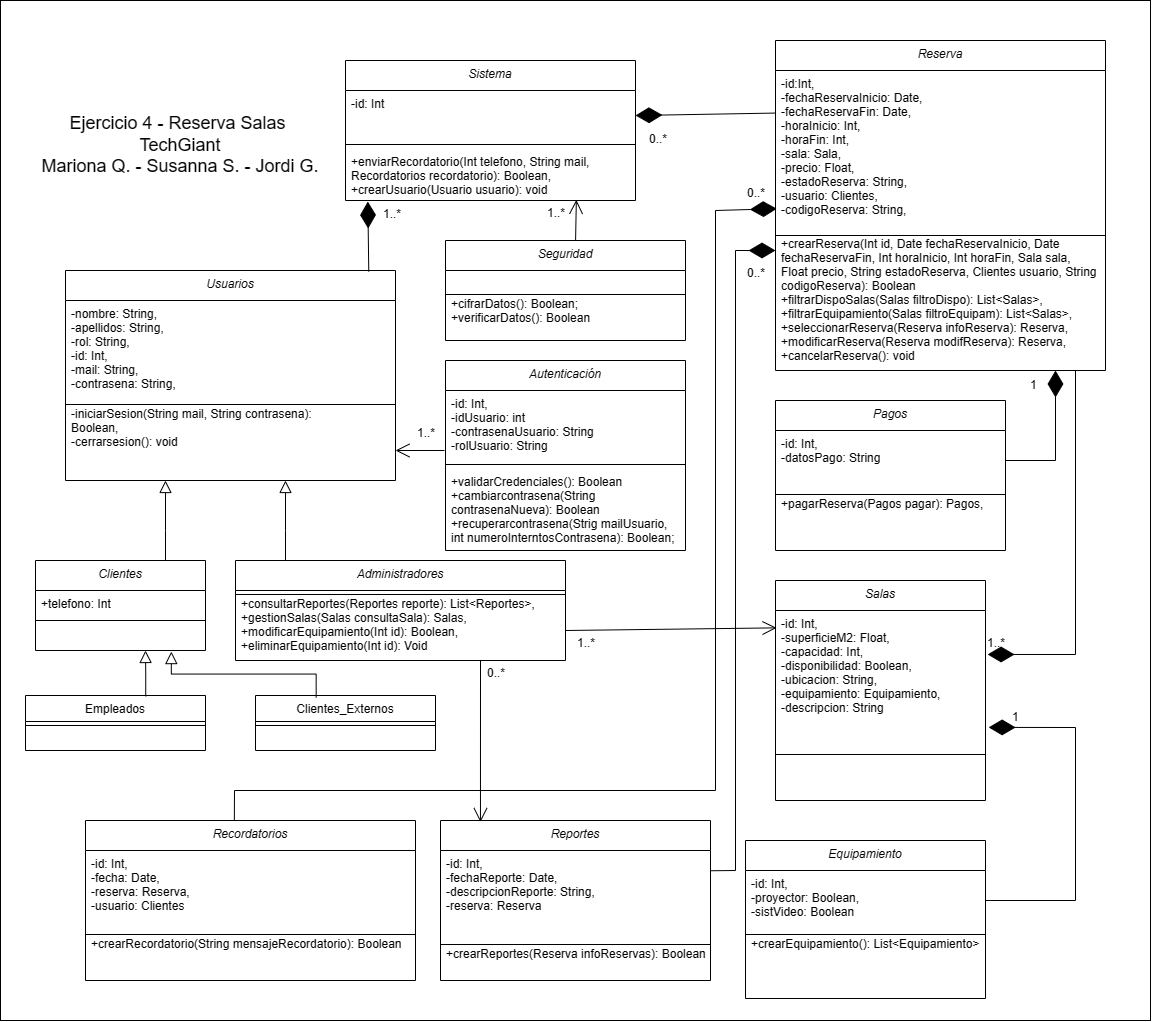 Ejercicio 4 - Reserva Salas
TechGiant
Mariona Q. - Susanna S. - Jordi G.
Sistema
-id: Int
+enviarRecordatorio(Int telefono, String mail,
Recordatorios recordatorio): Boolean,
+crearUsuario(Usuario usuario): void
0..*
1..*
1..*
Reserva
-id:Int,
-fechaReservaInicio: Date,
-fechaReservaFin: Date,
-horaInicio: Int,
-horaFin: Int,
-sala: Sala,
-precio: Float,
-estadoReserva: String,
-usuario: Clientes,
-codigoReserva: String,
+crearReserva(Int id, Date fechaReservaInicio, Date
fechaReservaFin, Int horaInicio, Int horaFin, Sala sala,
Float precio, String estadoReserva, Clientes usuario, String
codigoReserva): Boolean
+filtrarDispoSalas(Salas filtroDispo): List<Salas>,
+filtrarEquipamiento(Salas filtroEquipam): List<Salas>,
+seleccionarReserva(Reserva infoReserva): Reserva,
+modificarReserva(Reserva modifReserva): Reserva,
+cancelarReserva(): void
0..*
0..*
1
Seguridad
+cifrarDatos(): Boolean;
+verificarDatos(): Boolean
Usuarios
-nombre: String,
-apellidos: String,
-rol: String,
-id: Int,
-mail: String,
-contrasena: String,
-iniciarSesion(String mail, String contrasena):
Boolean,
-cerrarsesion(): void
1..*
Autenticación
-id: Int,
-idUsuario: int
-contrasenaUsuario: String
-rolUsuario: String
+validarCredenciales(): Boolean
+cambiarcontrasena(String
contrasenaNueva): Boolean
+recuperarcontrasena(Strig mailUsuario,
int numeroInterntosContrasena): Boolean;
Pagos
-id: Int,
-datosPago: String
+pagarReserva(Pagos pagar): Pagos,
Clientes
+telefono: Int
Administradores
+consultarReportes(Reportes reporte): List<Reportes>,
+gestionSalas(Salas consultaSala): Salas,
+modificarEquipamiento(Int id): Boolean,
+eliminarEquipamiento(Int id): Void
1..*
0..*
Salas
-id: Int,
-superficieM2: Float,
-capacidad: Int,
-disponibilidad: Boolean,
-ubicacion: String,
-equipamiento: Equipamiento,
-descripcion: String
1..*
1
Empleados
Clientes_Externos
Recordatorios
-id: Int,
-fecha: Date,
-reserva: Reserva,
-usuario: Clientes
+crearRecordatorio(String mensajeRecordatorio): Boolean
Reportes
-id: Int,
-fechaReporte: Date,
-descripcionReporte: String,
-reserva: Reserva
+crearReportes(Reserva infoReservas): Boolean
Equipamiento
-id: Int,
-proyector: Boolean,
-sistVideo: Boolean
+crearEquipamiento(): List<Equipamiento>